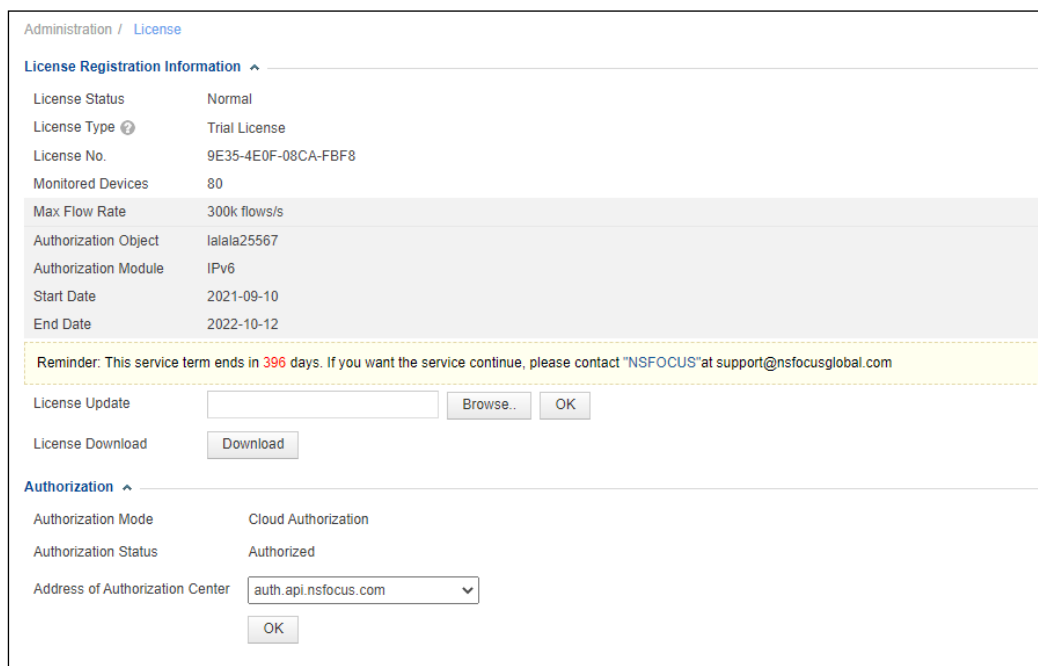 Administration / License
License Registration Information
License Status Normal
License Type ? Trial License
License No. 9E35-4E0F-08CA-FBF8
Monitored Devices 80
Max Flow Rate 300k flows/s
Authorization Object lalala25567
Authorization Module IPv6
Start Date 2021-09-10
End Date 2022-10-12
Reminder: This service term ends in 396 days. If you want the service continue, please contact "NSFOCUS"at support@nsfocusglobal.com
License Update Browse.. OK
License Download Download
Authorization
Authorization Mode Cloud Authorization
Authorization Status Authorized
Address of Authorization Center auth.api.nsfocus.com
OK